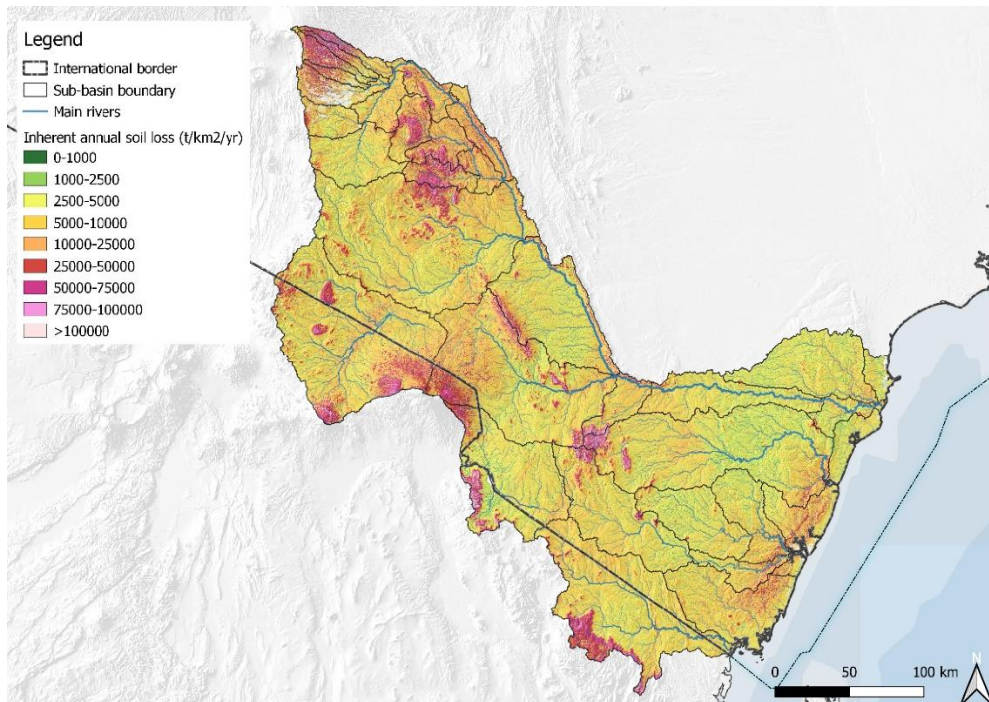 Legend
International border
Sub-basin boundary
Main rivers
Inherent annual soil loss (t/km2/yr)
0-1000
1000-2500
2500-5000
5000-10000
10000-25000
25000-50000
50000-75000
75000-100000
>100000
N
0 50 100 km